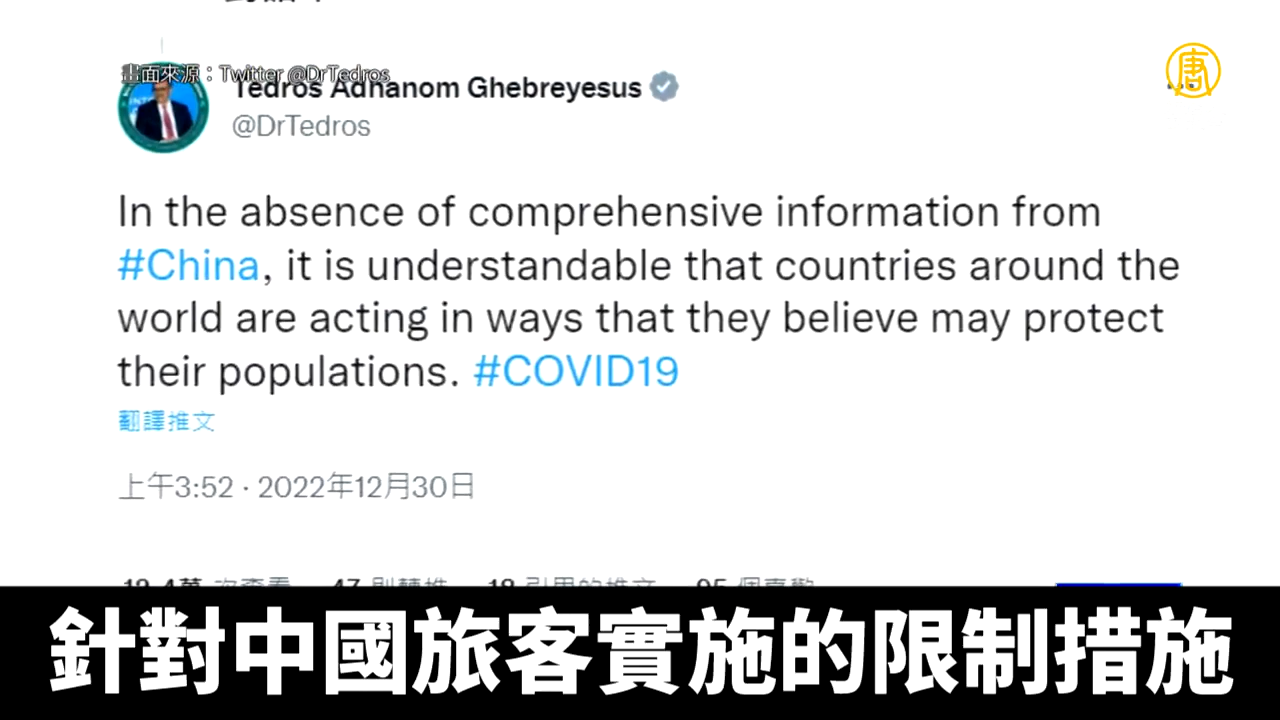 畫面來源：Twitter @DrTedros
Tedros Adhanom Ghebreyesus
@DrTedros
唐
In the absence of comprehensive information from
#China, it is understandable that countries around the
world are acting in ways that they believe may protect
their populations. #COVID19
翻譯推文
上午3:52 · 2022年12月30日
針對中國旅客實施的限制措施